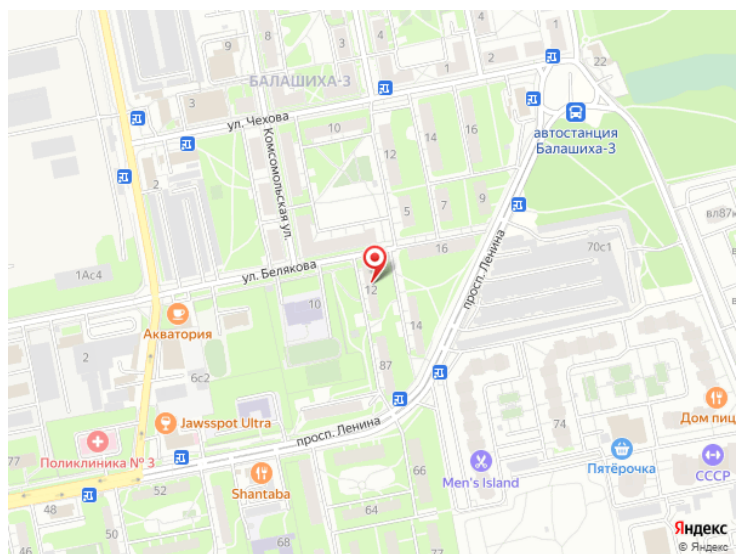 9
8
4
4
1
БАЛАШИХА-3
1
2
22
3
ул. Чехова
10
14
16
автостанция
Балашиха-3
12
2
Комсомольская ул.
9
7
5
вл87к
16
70с1
1Ас4
ул. Белякова
просп. Ленина
12
10
Акватория
14
2
87
6с2
Jawsspot Ultra
Дом пиц
просп. Ленина
74
Поликлиника № 3
77
Пятёрочка
66
Shantaba
Men's Island
СССР
52
50
48
64
68
77
Яндекс
© Яндекс